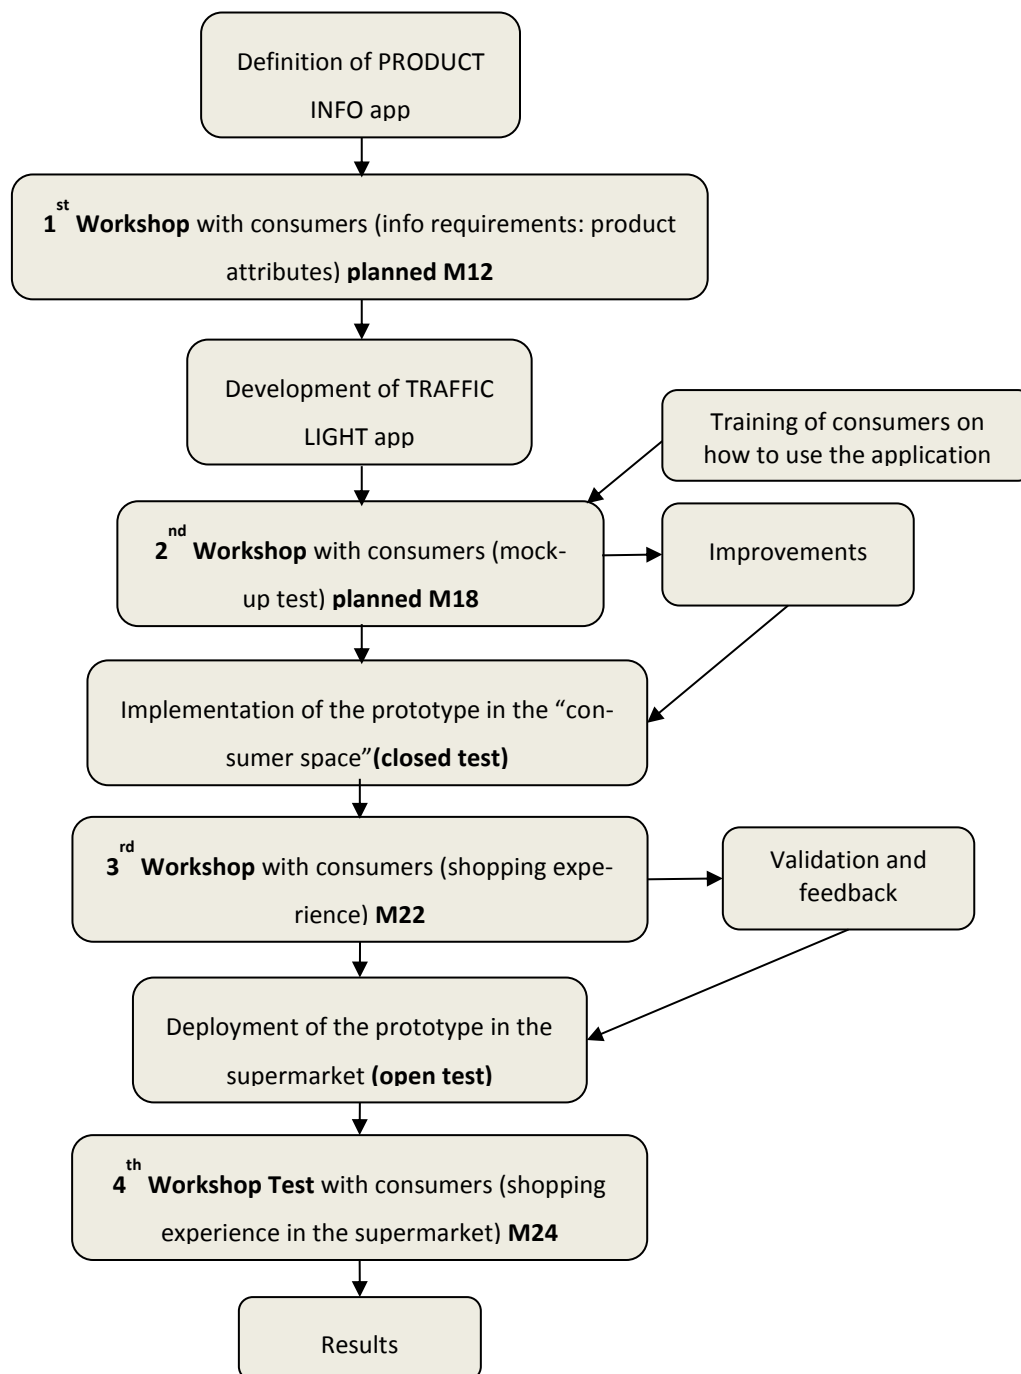 Definition of PRODUCT
INFO app
1st Workshop with consumers (info requirements: product
attributes) planned M12
Development of TRAFFIC
LIGHT app
Training of consumers on
how to use the application
2nd Workshop with consumers (mock-
up test) planned M18
Improvements
Implementation of the prototype in the “con-
sumer space”(closed test)
3rd Workshop with consumers (shopping expe-
rience) M22
Validation and
feedback
Deployment of the prototype in the
supermarket (open test)
4th Workshop Test with consumers (shopping
experience in the supermarket) M24
Results